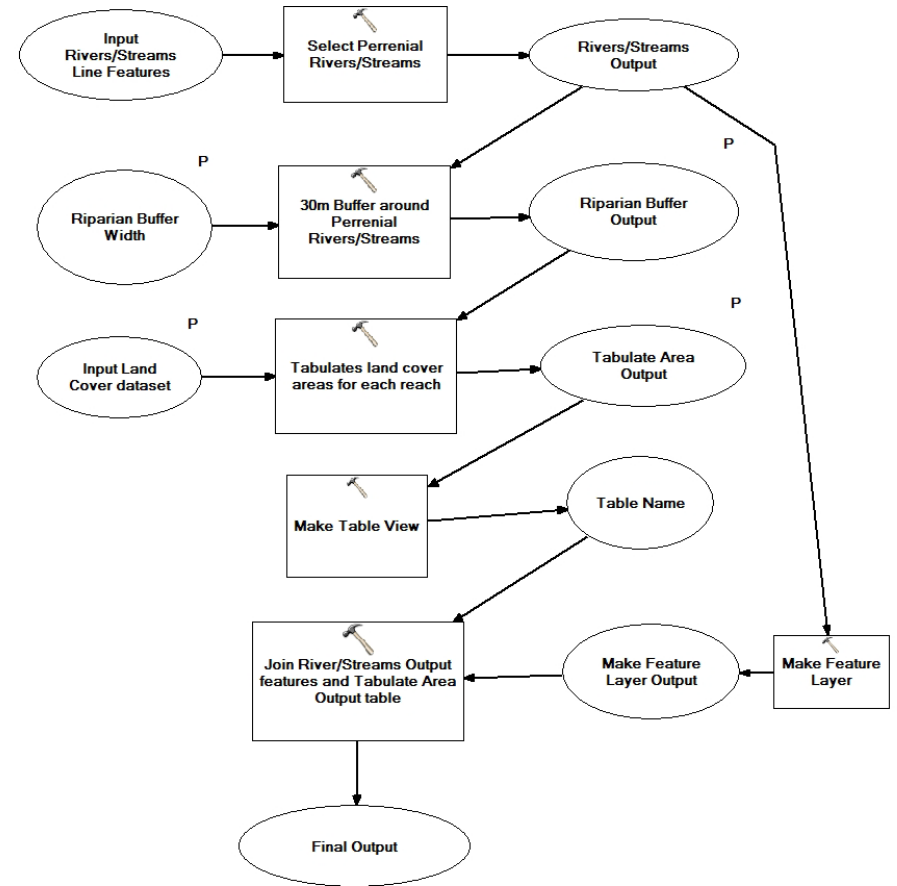 Input
Rivers/Streams
Line Features
Select Perrenial
Rivers/Streams
Rivers/Streams
Output
P
P
Riparian Buffer
Width
30m Buffer around
Perrenial
Rivers/Streams
Riparian Buffer
Output
P
P
Input Land
Cover dataset
Tabulates land cover
areas for each reach
Tabulate Area
Output
Make Table View
Table Name
Join River/Streams Output
features and Tabulate Area
Output table
Make Feature
Layer Output
Make Feature
Layer
Final Output